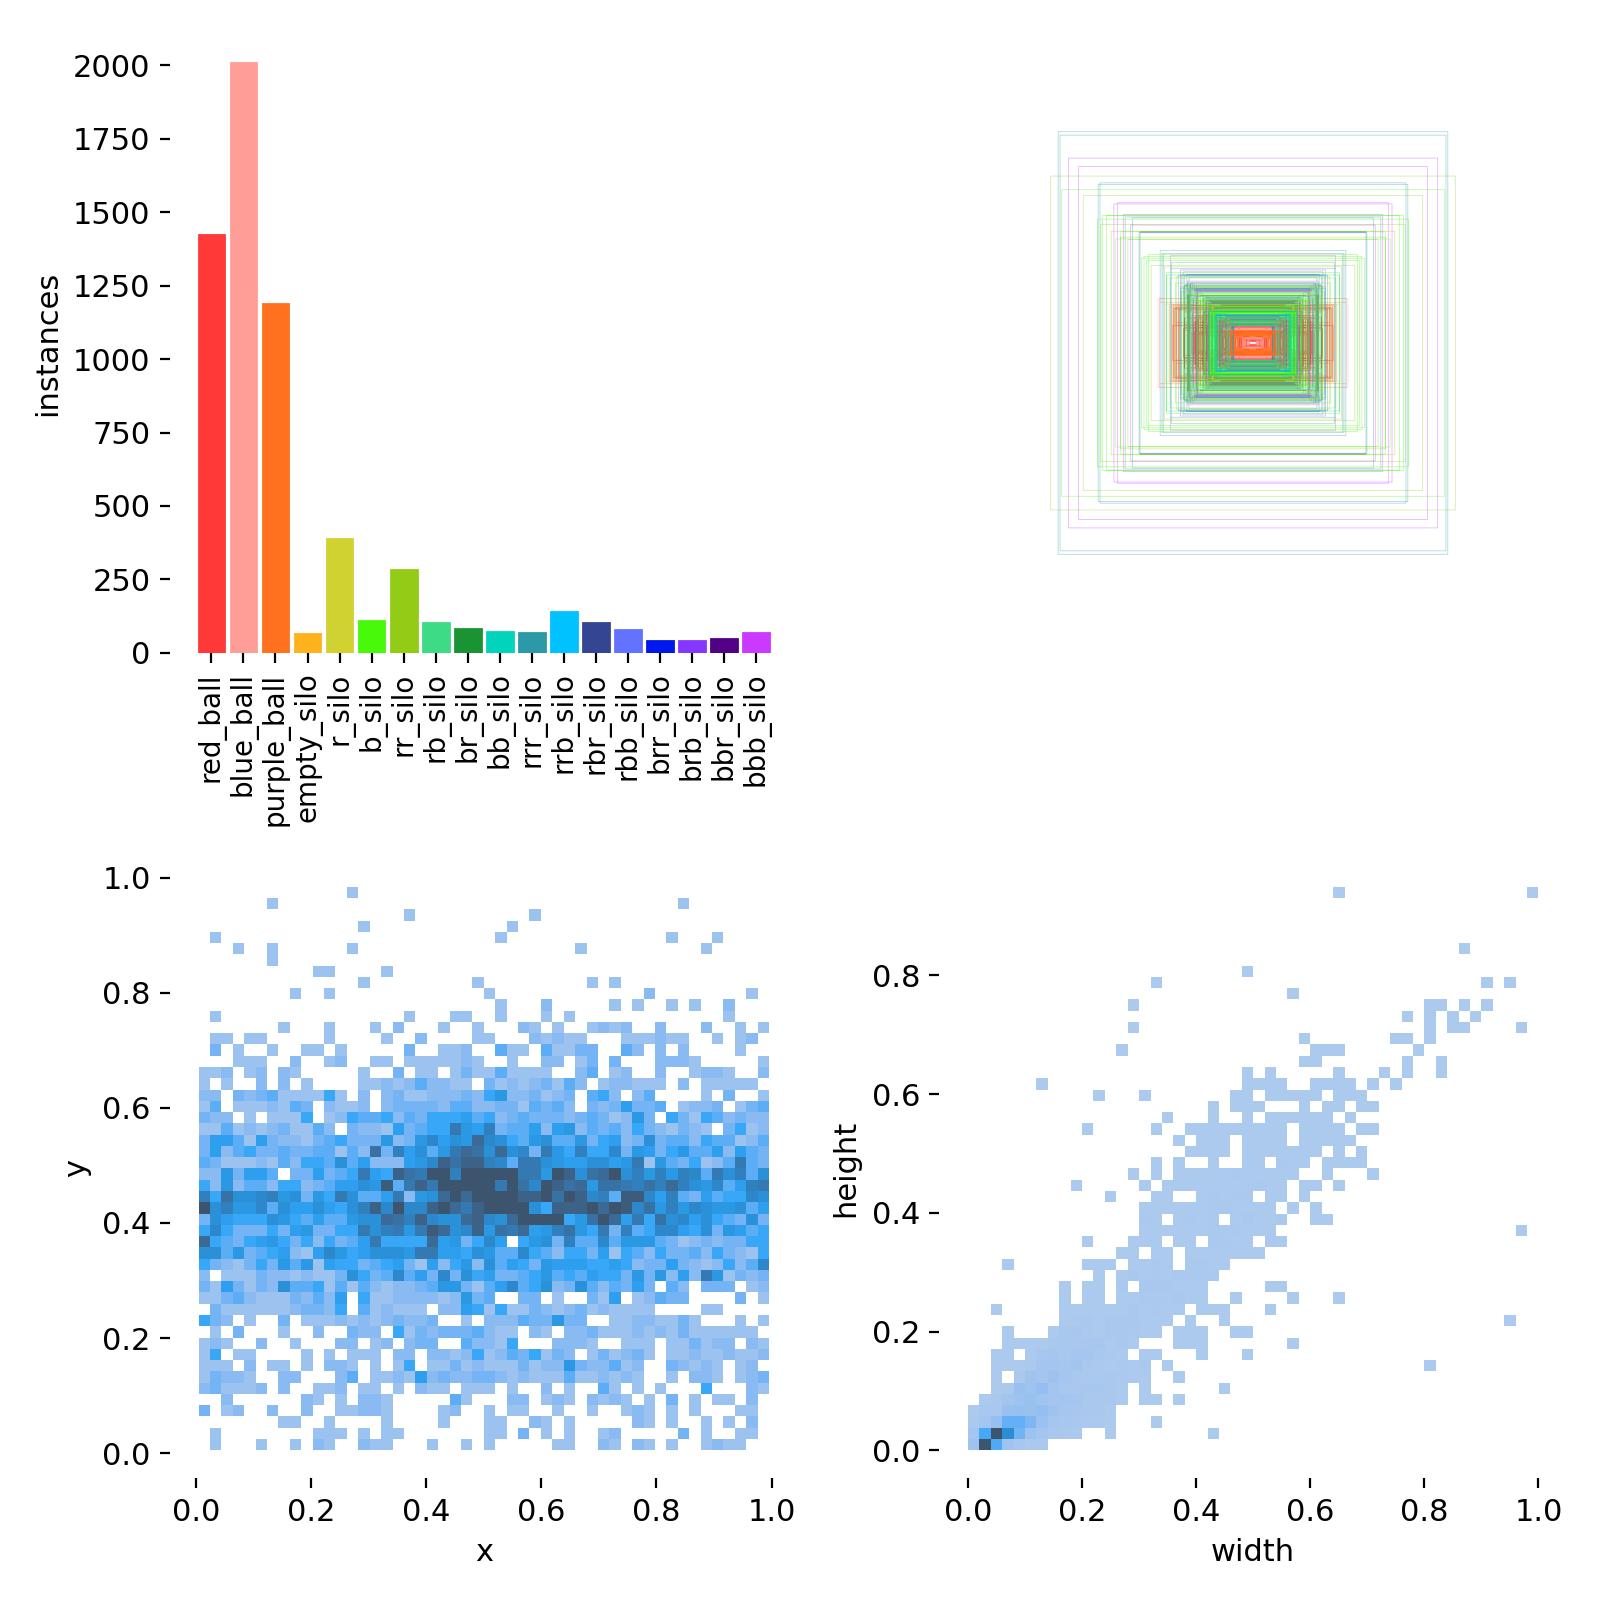 instances
2000
1750
1500
1250
1000
750
500
250
0
red_ball
blue_ball
purple_ball
empty_silo
r_silo
b_silo
rr_silo
rb_silo
br_silo
bb_silo
rrr_silo
rrb_silo
rbr_silo
rbb_silo
brr_silo
brb_silo
bbr_silo
bbb_silo
y
1.0
0.8
0.6
0.4
0.2
0.0
0.0 0.2 0.4 0.6 0.8 1.0
x
height
0.8
0.6
0.4
0.2
0.0
0.0 0.2 0.4 0.6 0.8 1.0
width